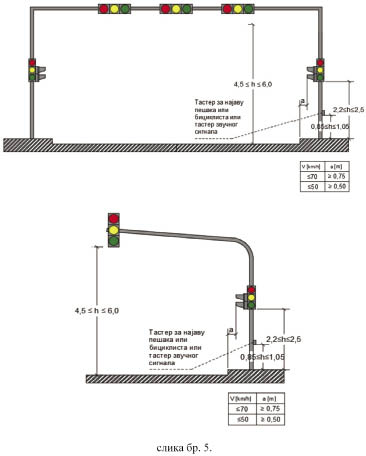 4,5 ≤ h ≤ 6,0
Тастер за најаву
пешака или
бициклиста или
тастер звучног
сигнала
a
2,2≤h≤2,5
0,85≤h≤1,05
V [km/h] a [m]
≤70 ≥ 0,75
≤50 ≥ 0,50
4,5 ≤ h ≤ 6,0
Тастер за најаву
пешака или
бициклиста или
тастер звучног
сигнала
a
2,2≤h≤2,5
0,85≤h≤1,05
V [km/h] a [m]
≤70 ≥ 0,75
≤50 ≥ 0,50
слика бр. 5.